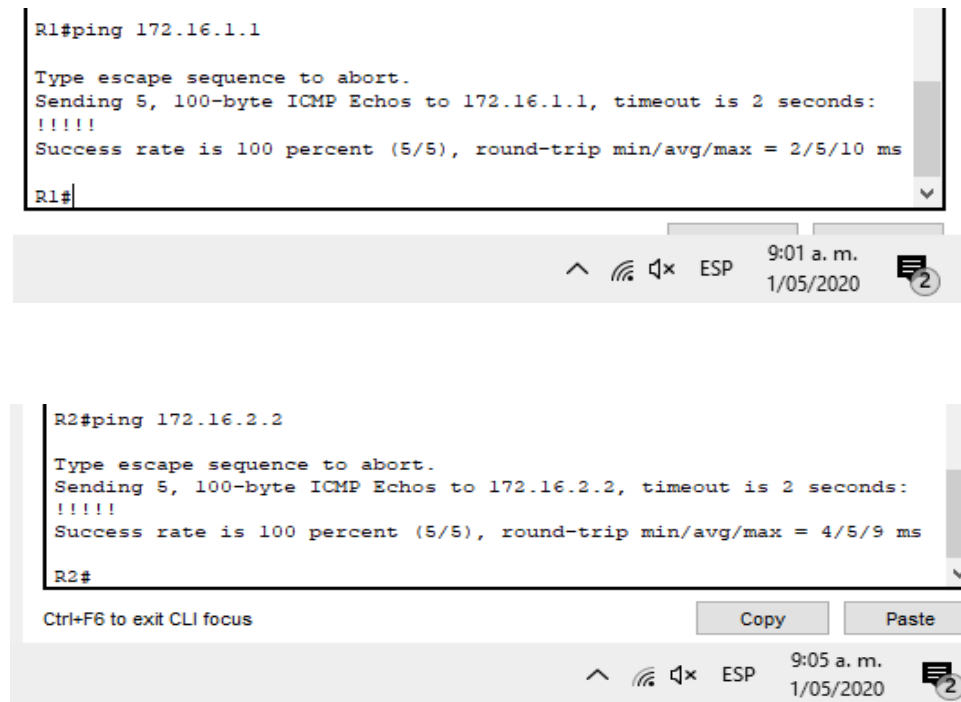 R1#ping 172.16.1.1
Type escape sequence to abort.
Sending 5, 100-byte ICMP Echos to 172.16.1.1, timeout is 2 seconds:
!!!!!
Success rate is 100 percent (5/5), round-trip min/avg/max = 2/5/10 ms
R1#
ESP
9:01 a. m.
1/05/2020
2
R2#ping 172.16.2.2
Type escape sequence to abort.
Sending 5, 100-byte ICMP Echos to 172.16.2.2, timeout is 2 seconds:
!!!!!
Success rate is 100 percent (5/5), round-trip min/avg/max = 4/5/9 ms
R2#
Ctrl+F6 to exit CLI focus
Copy
Paste
ESP
9:05 a. m.
1/05/2020
2